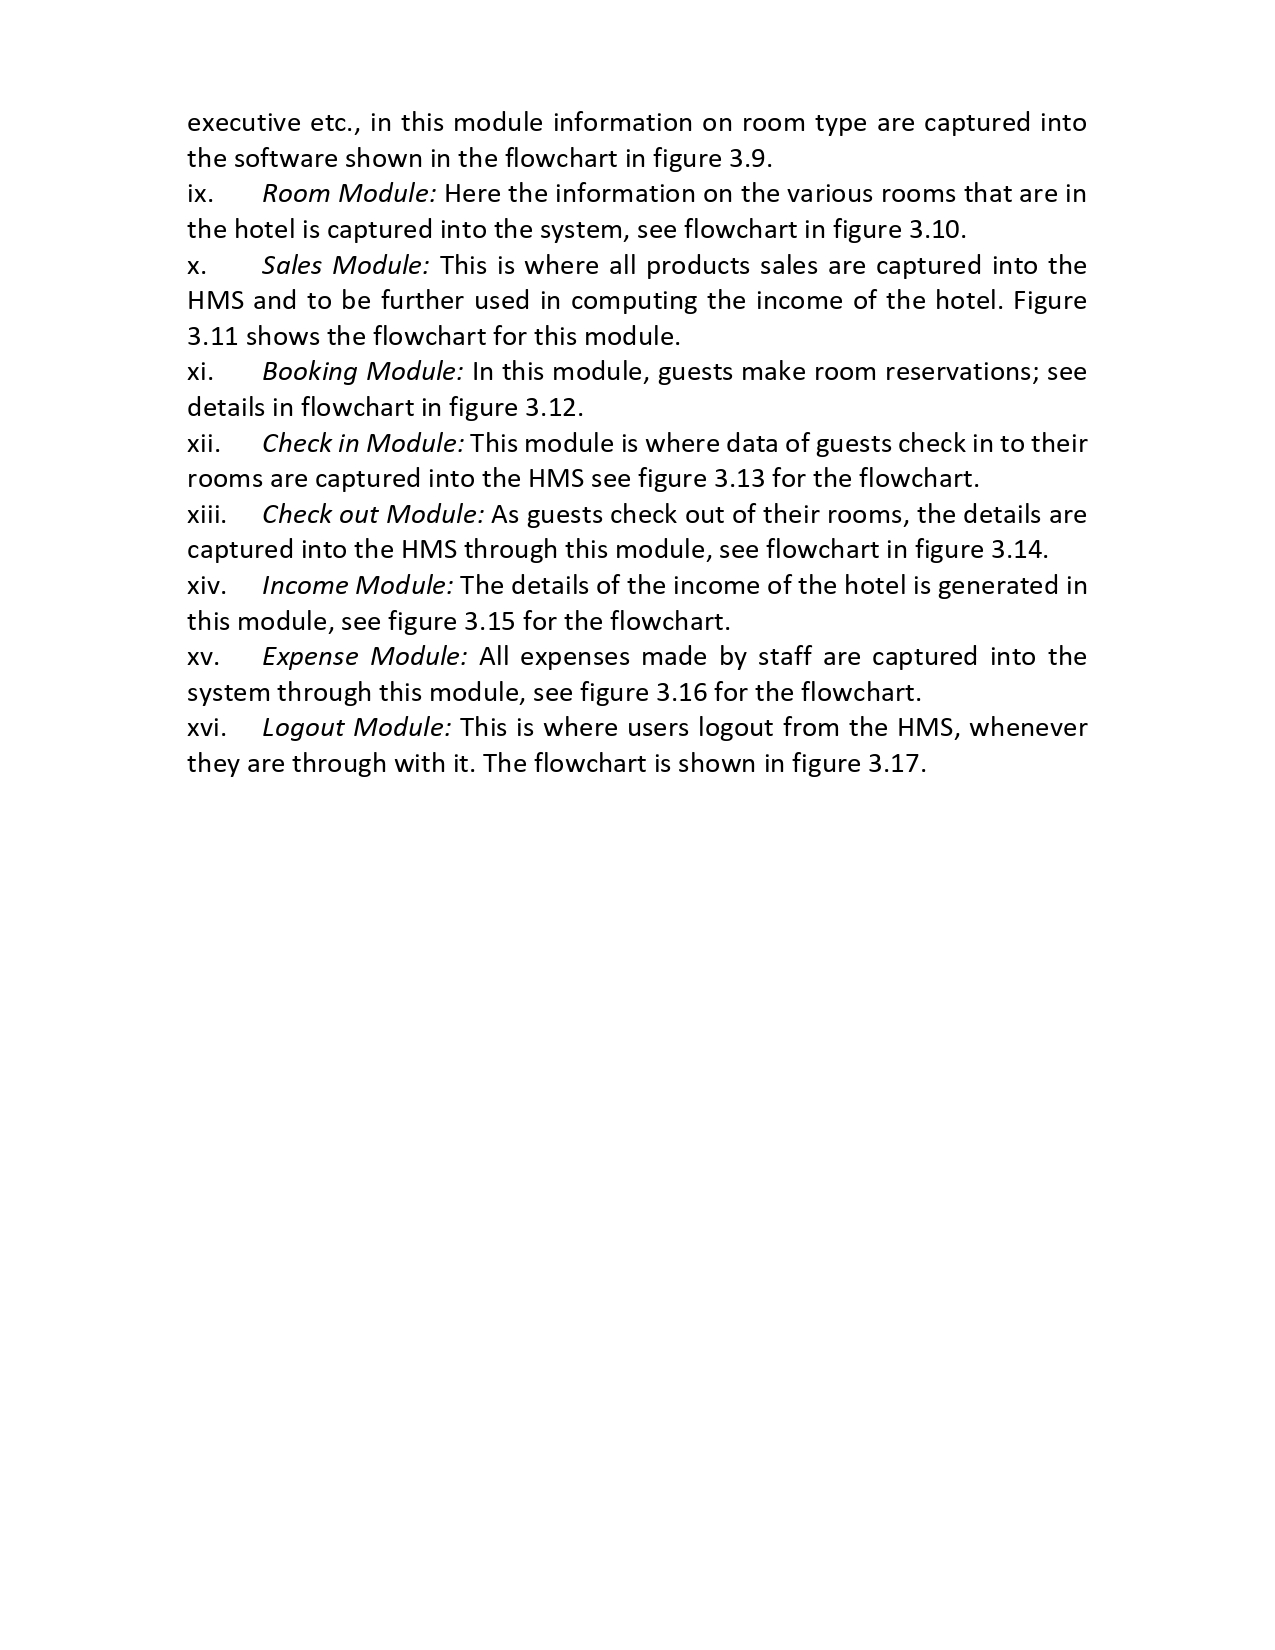 executive etc., in this module information on room type are captured into
the software shown in the flowchart in figure 3.9.
ix. Room Module: Here the information on the various rooms that are in
the hotel is captured into the system, see flowchart in figure 3.10.
x. Sales Module: This is where all products sales are captured into the
HMS and to be further used in computing the income of the hotel. Figure
3.11 shows the flowchart for this module.
xi. Booking Module: In this module, guests make room reservations; see
details in flowchart in figure 3.12.
xii. Check in Module: This module is where data of guests check in to their
rooms are captured into the HMS see figure 3.13 for the flowchart.
xiii. Check out Module: As guests check out of their rooms, the details are
captured into the HMS through this module, see flowchart in figure 3.14.
xiv. Income Module: The details of the income of the hotel is generated in
this module, see figure 3.15 for the flowchart.
xv. Expense Module: All expenses made by staff are captured into the
system through this module, see figure 3.16 for the flowchart.
xvi. Logout Module: This is where users logout from the HMS, whenever
they are through with it. The flowchart is shown in figure 3.17.